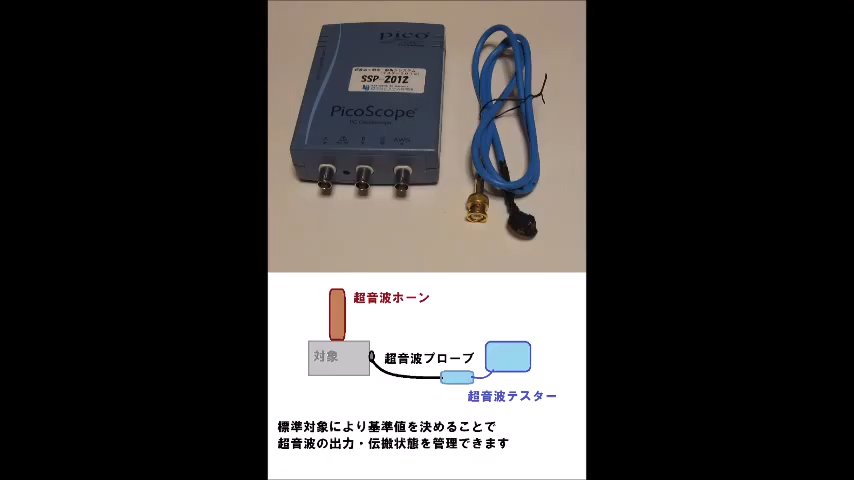 pico
SSP-2012
PicoScope
超音波ホーン
対象
超音波プローブ
超音波テスター
標準対象により基準値を決めることで
超音波の出力・伝搬状態を管理できます